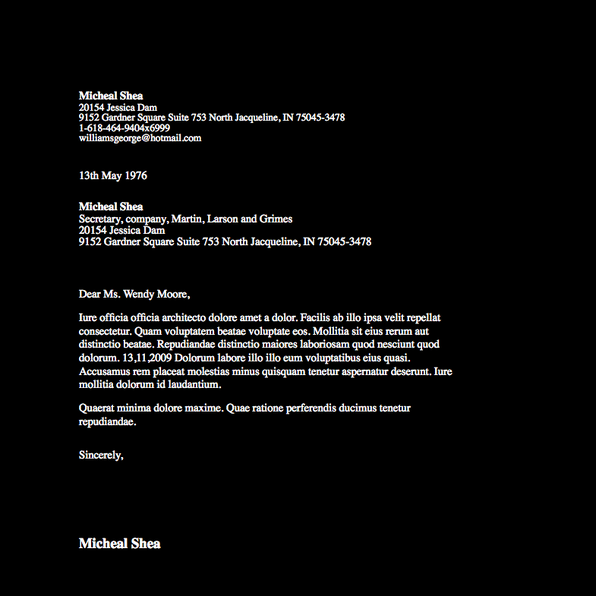 Micheal Shea
20154 Jessica Dam
9152 Gardner Square Suite 753 North Jacqueline, IN 75045-3478
1-618-464-9404x6999
williamsgeorge@hotmail.com
13th May 1976
Micheal Shea
Secretary, company, Martin, Larson and Grimes
20154 Jessica Dam
9152 Gardner Square Suite 753 North Jacqueline, IN 75045-3478
Dear Ms. Wendy Moore,
Iure officia officia architecto dolore amet a dolor. Facilis ab illo ipsa velit repellat
consectetur. Quam voluptatem beatae voluptate eos. Mollitia sit eius rerum aut
distinctio beatae. Repudiandae distinctio maiores laboriosam quod nesciunt quod
dolorum. 13,11,2009 Dolorum labore illo illo eum voluptatibus eius quasi.
Accusamus rem placeat molestias minus quisquam tenetur aspernatur deserunt. Iure
mollitia dolorum id laudantium.
Quaerat minima dolore maxime. Quae ratione perferendis ducimus tenetur
repudiandae.
Sincerely,
Micheal Shea